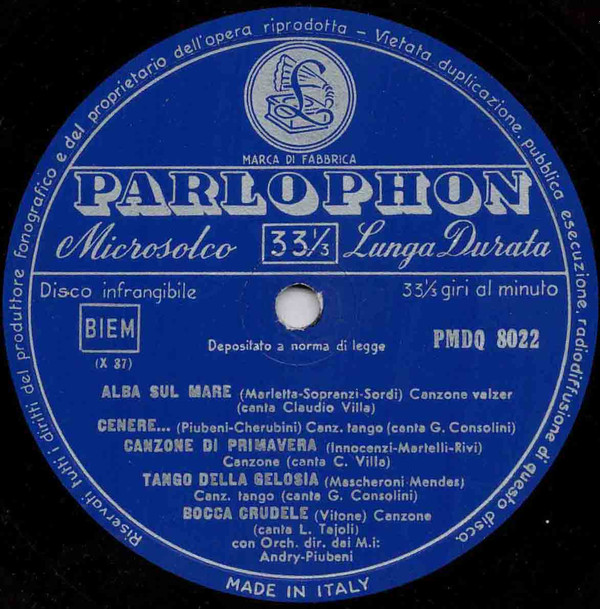 Riservati tutti i diritti del produttore fonografico e del proprietario dell'opera riprodotta - Vietata duplicazione, pubblica esecuzione, radiodiffusione di questo disco.
MARCA DI FABBRICA
PARLOPHON
Microsolco 33⅓ Lunga Durata
Disco infrangibile 33⅓ giri al minuto
BIEM
(X 37)
Depositato a norma di legge
PMDQ 8022
ALBA SUL MARE (Marletta-Sopranzi-Sordi) Canzone valzer
(canta Claudio Villa)
CENERE... (Piubeni-Cherubini) Canz. tango (canta G. Consolini)
CANZONE DI PRIMAVERA (Innocenzi-Martelli-Rivi)
Canzone (canta C. Villa)
TANGO DELLA GELOSIA (Mascheroni Mendes)
Canz. tango (canta G. Consolini)
BOCCA CRUDELE (Vitone) Canzone
(canta L. Tajoli)
con Orch. dir. dai M.i:
Andry-Piubeni
MADE IN ITALY